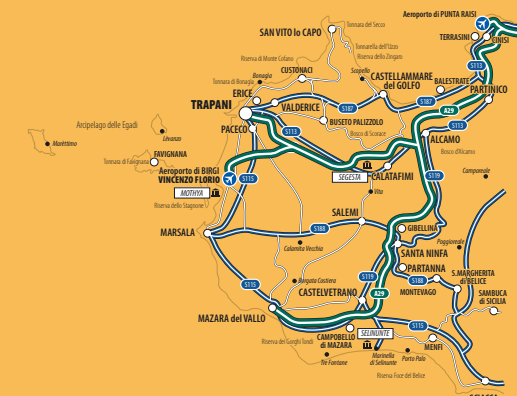 Aeroporto di PUNTA RAISI
Tonnara del Secco
SAN VITO lo CAPO
TERRASINI
CINISI
Tonnarella dell'Uzzo
Riserva dello Zingaro
Riserva di Monte Cofano
S113
Scopello
CUSTONACI
Bonagia
Tonnara di Bonagia
CASTELLAMMARE
del GOLFO
BALESTRATE
PARTINICO
ERICE
VALDERICE
TRAPANI
S187
S187
A29
BUSETO PALIZZOLO
Arcipelago delle Egadi
PACECO
S113
Bosco di Scorace
S113
ALCAMO
Levanzo
Marettimo
FAVIGNANA
Tonnara di Favignana
Bosco d'Alcamo
Aeroporto di BIRGI
VINCENZO FLORIO
S115
SEGESTA
CALATAFIMI
S119
Camporeale
MOTHYA
Vita
Riserva dello Stagnone
SALEMI
MARSALA
S188
GIBELLINA
Calamita Vecchia
Poggioreale
SANTA NINFA
PARTANNA
S119
S188
S.MARGHERITA
di BELICE
S115
Borgata Costiera
CASTELVETRANO
A29
MONTEVAGO
SAMBUCA
di SICILIA
MAZARA del VALLO
CAMPOBELLO
di MAZARA
SELINUNTE
S115
Riserva dei Gorghi Tondi
MENFI
Tre Fontane
Marinella
di Selinunte
Porto Palo
Riserva Foce del Belice
SCIACCA